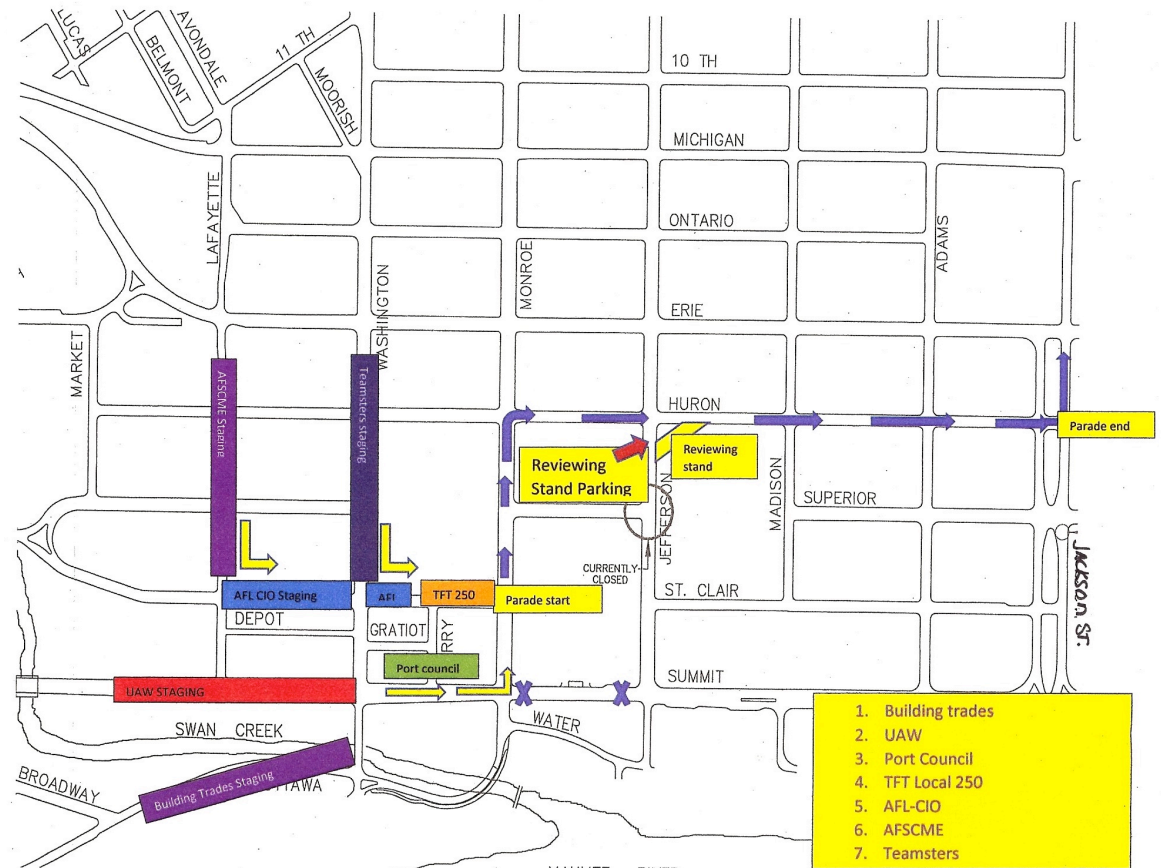 LUCAS
AVONDALE
BELMONT
11 TH
MOORISH
10 TH
MICHIGAN
LAFAYETTE
ONTARIO
ADAMS
MONROE
WASHINGTON
ERIE
MARKET
AFSCME Staging
Teamsters staging
HURON
Parade end
Reviewing
Stand Parking
Reviewing
stand
JEFFERSON
MADISON
SUPERIOR
CURRENTLY
CLOSED
JACKSON ST.
AFL CIO Staging
AFL
TFT 250
Parade start
ST. CLAIR
DEPOT
GRATIOT
RRY
Port council
SUMMIT
UAW STAGING
WATER
SWAN CREEK
BROADWAY
Building Trades Staging
TTAWA
1. Building trades
2. UAW
3. Port Council
4. TFT Local 250
5. AFL-CIO
6. AFSCME
7. Teamsters